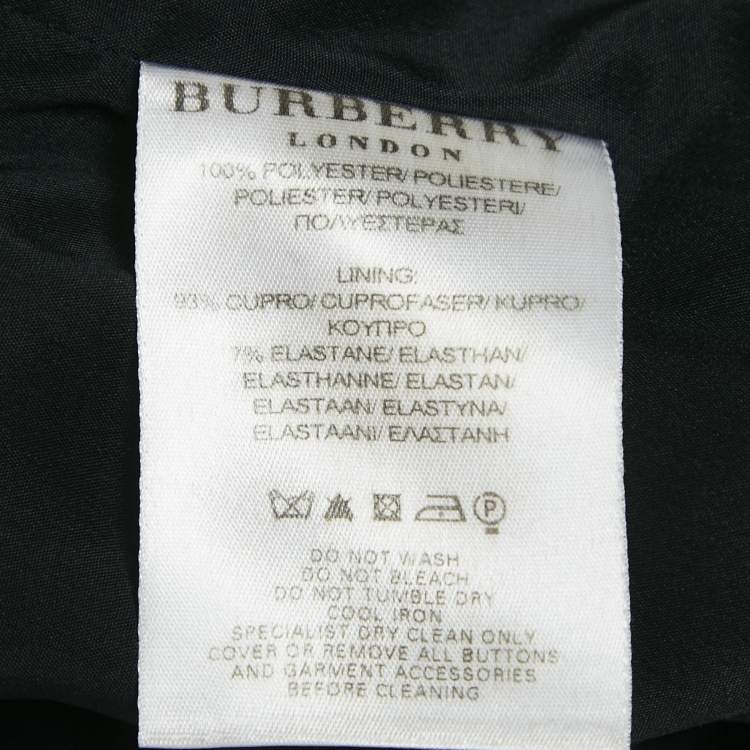 BURBERRY
LONDON
100% POLYESTER/ POLIESTERE/
POLIESTER/ POLYESTERI/
ΠΟΛΥΕΣΤΕΡΑΣ
LINING:
93% CUPRO/ CUPROFASER/ KUPRO/
ΚΟΥΠΡΟ
7% ELASTANE/ ELASTHAN/
ELASTHANNE/ ELASTAN/
ELASTAAN/ ELASTYNA/
ELASTAANI/ ΕΛΑΣΤΑΝΗ
P
DO NOT WASH
DO NOT BLEACH
DO NOT TUMBLE DRY
COOL IRON
SPECIALIST DRY CLEAN ONLY
COVER OR REMOVE ALL BUTTONS
AND GARMENT ACCESSORIES
BEFORE CLEANING